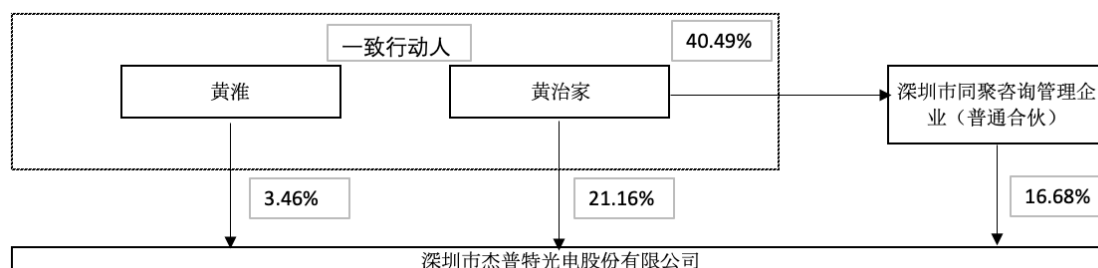 一致行动人
40.49%
黄淮
黄治家
深圳市同聚咨询管理企
业（普通合伙）
3.46%
21.16%
16.68%
深圳市杰普特光电股份有限公司